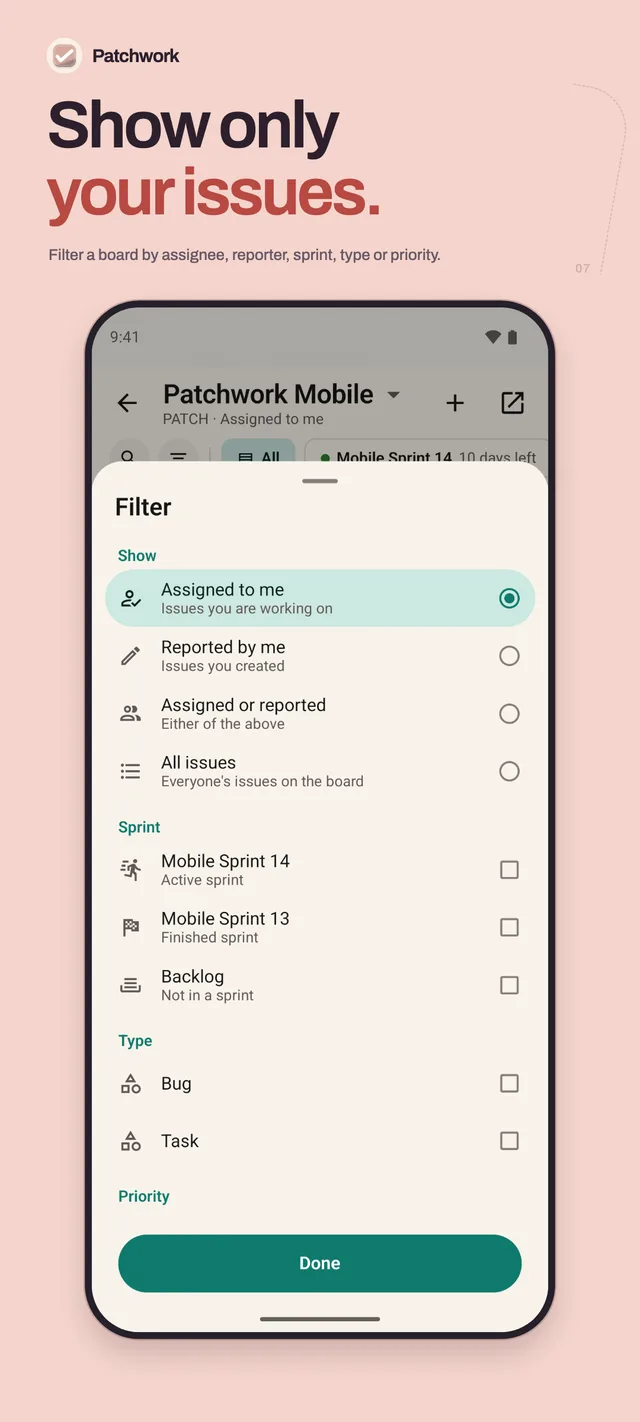 Patchwork
Show only
your issues.
Filter a board by assignee, reporter, sprint, type or priority.
07
9:41
Patchwork Mobile
PATCH · Assigned to me
All
Mobile Sprint 14 10 days left
Filter
Show
Assigned to me
Issues you are working on
Reported by me
Issues you created
Assigned or reported
Either of the above
All issues
Everyone's issues on the board
Sprint
Mobile Sprint 14
Active sprint
Mobile Sprint 13
Finished sprint
Backlog
Not in a sprint
Type
Bug
Task
Priority
Done